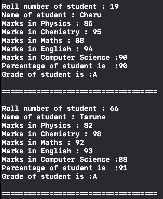 Roll number of student : 19
Name of student : Cheru
Marks in Physics : 95
Marks in Chemistry : 95
Marks in Maths : 80
Marks in English : 94
Marks in Computer Science :90
Percentage of student is  :90
Grade of student is :A
==============================
Roll number of student : 66
Name of student : Tarune
Marks in Physics : 82
Marks in Chemistry : 98
Marks in Maths : 92
Marks in English : 93
Marks in Computer Science :88
Percentage of student is  :91
Grade of student is :A
==============================